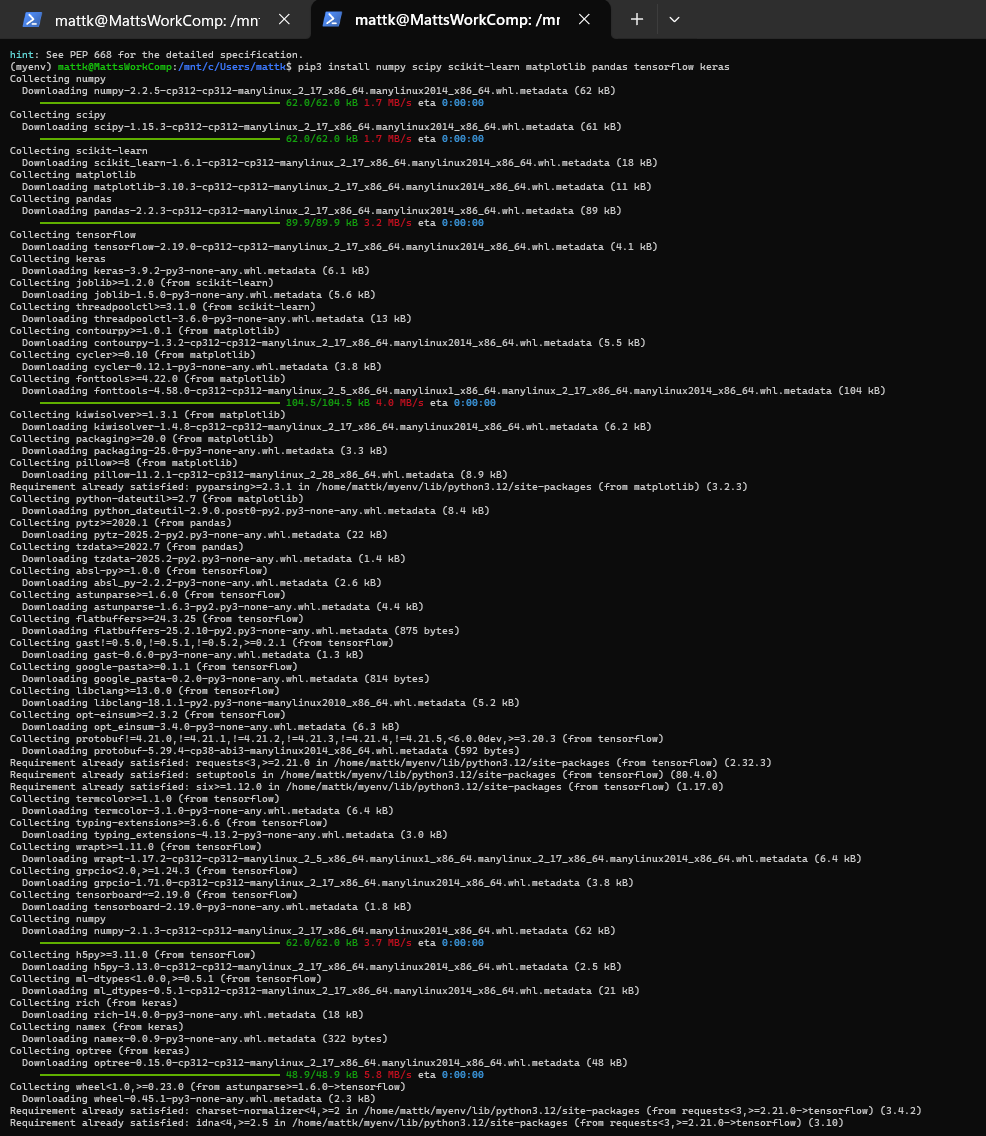 mattk@MattsWorkComp: /mnt
mattk@MattsWorkComp: /mnt
hint: See PEP 668 for the detailed specification.
(myenv) mattk@MattsWorkComp:/mnt/c/Users/mattk$ pip3 install numpy scipy scikit-learn matplotlib pandas tensorflow keras
Collecting numpy
  Downloading numpy-2.2.5-cp312-cp312-manylinux_2_17_x86_64.manylinux2014_x86_64.whl.metadata (62 kB)
62.0/62.0 kB 1.7 MB/s eta 0:00:00
Collecting scipy
  Downloading scipy-1.15.3-cp312-cp312-manylinux_2_17_x86_64.manylinux2014_x86_64.whl.metadata (61 kB)
62.0/62.0 kB 1.7 MB/s eta 0:00:00
Collecting scikit-learn
  Downloading scikit_learn-1.6.1-cp312-cp312-manylinux_2_17_x86_64.manylinux2014_x86_64.whl.metadata (18 kB)
Collecting matplotlib
  Downloading matplotlib-3.10.3-cp312-cp312-manylinux_2_17_x86_64.manylinux2014_x86_64.whl.metadata (11 kB)
Collecting pandas
  Downloading pandas-2.2.3-cp312-cp312-manylinux_2_17_x86_64.manylinux2014_x86_64.whl.metadata (89 kB)
89.9/89.9 kB 3.2 MB/s eta 0:00:00
Collecting tensorflow
  Downloading tensorflow-2.19.0-cp312-cp312-manylinux_2_17_x86_64.manylinux2014_x86_64.whl.metadata (4.1 kB)
Collecting keras
  Downloading keras-3.9.2-py3-none-any.whl.metadata (6.1 kB)
Collecting joblib>=1.2.0 (from scikit-learn)
  Downloading joblib-1.5.0-py3-none-any.whl.metadata (5.6 kB)
Collecting threadpoolctl>=3.1.0 (from scikit-learn)
  Downloading threadpoolctl-3.6.0-py3-none-any.whl.metadata (13 kB)
Collecting contourpy>=1.0.1 (from matplotlib)
  Downloading contourpy-1.3.2-cp312-cp312-manylinux_2_17_x86_64.manylinux2014_x86_64.whl.metadata (5.5 kB)
Collecting cycler>=0.10 (from matplotlib)
  Downloading cycler-0.12.1-py3-none-any.whl.metadata (3.8 kB)
Collecting fonttools>=4.22.0 (from matplotlib)
  Downloading fonttools-4.58.0-cp312-cp312-manylinux_2_5_x86_64.manylinux1_x86_64.manylinux_2_17_x86_64.manylinux2014_x86_64.whl.metadata (104 kB)
104.5/104.5 kB 4.0 MB/s eta 0:00:00
Collecting kiwisolver>=1.3.1 (from matplotlib)
  Downloading kiwisolver-1.4.8-cp312-cp312-manylinux_2_17_x86_64.manylinux2014_x86_64.whl.metadata (6.2 kB)
Collecting packaging>=20.0 (from matplotlib)
  Downloading packaging-25.0-py3-none-any.whl.metadata (3.3 kB)
Collecting pillow>=8 (from matplotlib)
  Downloading pillow-11.2.1-cp312-cp312-manylinux_2_28_x86_64.whl.metadata (8.9 kB)
Requirement already satisfied: pyparsing>=2.3.1 in /home/mattk/myenv/lib/python3.12/site-packages (from matplotlib) (3.2.3)
Collecting python-dateutil>=2.7 (from matplotlib)
  Downloading python_dateutil-2.9.0.post0-py2.py3-none-any.whl.metadata (8.4 kB)
Collecting pytz>=2020.1 (from pandas)
  Downloading pytz-2025.2-py2.py3-none-any.whl.metadata (22 kB)
Collecting tzdata>=2022.7 (from pandas)
  Downloading tzdata-2025.2-py2.py3-none-any.whl.metadata (1.4 kB)
Collecting absl-py>=1.0.0 (from tensorflow)
  Downloading absl_py-2.2.2-py3-none-any.whl.metadata (2.6 kB)
Collecting astunparse>=1.6.0 (from tensorflow)
  Downloading astunparse-1.6.3-py2.py3-none-any.whl.metadata (4.4 kB)
Collecting flatbuffers>=24.3.25 (from tensorflow)
  Downloading flatbuffers-25.2.10-py2.py3-none-any.whl.metadata (875 bytes)
Collecting gast!=0.5.0,!=0.5.1,!=0.5.2,>=0.2.1 (from tensorflow)
  Downloading gast-0.6.0-py3-none-any.whl.metadata (1.3 kB)
Collecting google-pasta>=0.1.1 (from tensorflow)
  Downloading google_pasta-0.2.0-py3-none-any.whl.metadata (814 bytes)
Collecting libclang>=13.0.0 (from tensorflow)
  Downloading libclang-18.1.1-py2.py3-none-manylinux2010_x86_64.whl.metadata (5.2 kB)
Collecting opt-einsum>=2.3.2 (from tensorflow)
  Downloading opt_einsum-3.4.0-py3-none-any.whl.metadata (6.3 kB)
Collecting protobuf!=4.21.0,!=4.21.1,!=4.21.2,!=4.21.3,!=4.21.4,!=4.21.5,<6.0.0dev,>=3.20.3 (from tensorflow)
  Downloading protobuf-5.29.4-cp38-abi3-manylinux2014_x86_64.whl.metadata (592 bytes)
Requirement already satisfied: requests<3,>=2.21.0 in /home/mattk/myenv/lib/python3.12/site-packages (from tensorflow) (2.32.3)
Requirement already satisfied: setuptools in /home/mattk/myenv/lib/python3.12/site-packages (from tensorflow) (80.4.0)
Requirement already satisfied: six>=1.12.0 in /home/mattk/myenv/lib/python3.12/site-packages (from tensorflow) (1.17.0)
Collecting termcolor>=1.1.0 (from tensorflow)
  Downloading termcolor-3.1.0-py3-none-any.whl.metadata (6.4 kB)
Collecting typing-extensions>=3.6.6 (from tensorflow)
  Downloading typing_extensions-4.13.2-py3-none-any.whl.metadata (3.0 kB)
Collecting wrapt>=1.11.0 (from tensorflow)
  Downloading wrapt-1.17.2-cp312-cp312-manylinux_2_5_x86_64.manylinux1_x86_64.manylinux_2_17_x86_64.manylinux2014_x86_64.whl.metadata (6.4 kB)
Collecting grpcio<2.0,>=1.24.3 (from tensorflow)
  Downloading grpcio-1.71.0-cp312-cp312-manylinux_2_17_x86_64.manylinux2014_x86_64.whl.metadata (3.8 kB)
Collecting tensorboard~=2.19.0 (from tensorflow)
  Downloading tensorboard-2.19.0-py3-none-any.whl.metadata (1.8 kB)
Collecting numpy
  Downloading numpy-2.1.3-cp312-cp312-manylinux_2_17_x86_64.manylinux2014_x86_64.whl.metadata (62 kB)
62.0/62.0 kB 3.7 MB/s eta 0:00:00
Collecting h5py>=3.11.0 (from tensorflow)
  Downloading h5py-3.13.0-cp312-cp312-manylinux_2_17_x86_64.manylinux2014_x86_64.whl.metadata (2.5 kB)
Collecting ml-dtypes<1.0.0,>=0.5.1 (from tensorflow)
  Downloading ml_dtypes-0.5.1-cp312-cp312-manylinux_2_17_x86_64.manylinux2014_x86_64.whl.metadata (21 kB)
Collecting rich (from keras)
  Downloading rich-14.0.0-py3-none-any.whl.metadata (18 kB)
Collecting namex (from keras)
  Downloading namex-0.0.9-py3-none-any.whl.metadata (322 bytes)
Collecting optree (from keras)
  Downloading optree-0.15.0-cp312-cp312-manylinux_2_17_x86_64.manylinux2014_x86_64.whl.metadata (48 kB)
48.9/48.9 kB 5.8 MB/s eta 0:00:00
Collecting wheel<1.0,>=0.23.0 (from astunparse>=1.6.0->tensorflow)
  Downloading wheel-0.45.1-py3-none-any.whl.metadata (2.3 kB)
Requirement already satisfied: charset-normalizer<4,>=2 in /home/mattk/myenv/lib/python3.12/site-packages (from requests<3,>=2.21.0->tensorflow) (3.4.2)
Requirement already satisfied: idna<4,>=2.5 in /home/mattk/myenv/lib/python3.12/site-packages (from requests<3,>=2.21.0->tensorflow) (3.10)